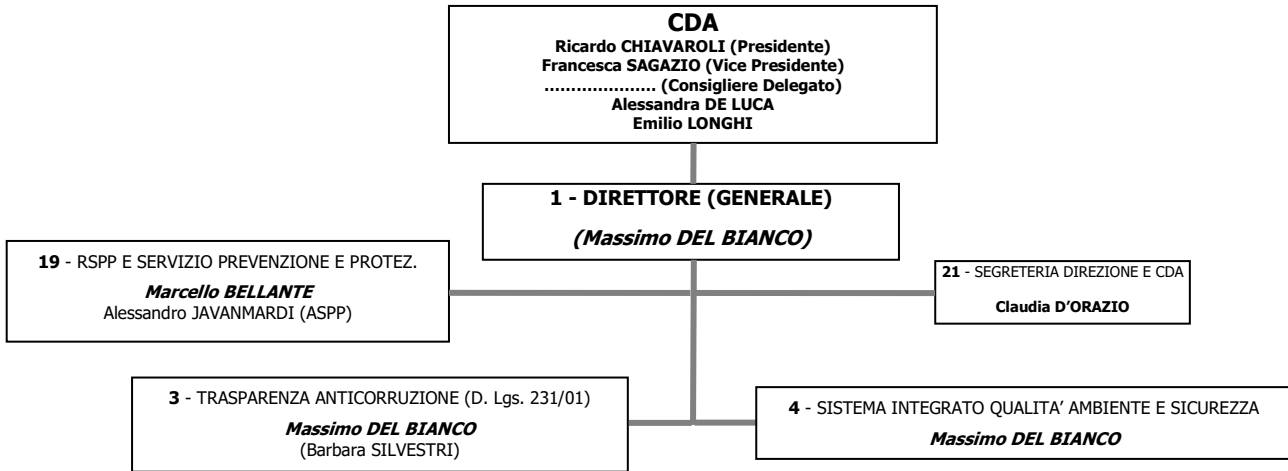 CDA
Ricardo CHIAVAROLI (Presidente)
Francesca SAGAZIO (Vice Presidente)
………………… (Consigliere Delegato)
Alessandra DE LUCA
Emilio LONGHI
1 - DIRETTORE (GENERALE)
(Massimo DEL BIANCO)
19 - RSPP E SERVIZIO PREVENZIONE E PROTEZ.
Marcello BELLANTE
Alessandro JAVANMARDI (ASPP)
21 - SEGRETERIA DIREZIONE E CDA
Claudia D’ORAZIO
3 - TRASPARENZA ANTICORRUZIONE (D. Lgs. 231/01)
Massimo DEL BIANCO
(Barbara SILVESTRI)
4 - SISTEMA INTEGRATO QUALITA’ AMBIENTE E SICUREZZA
Massimo DEL BIANCO